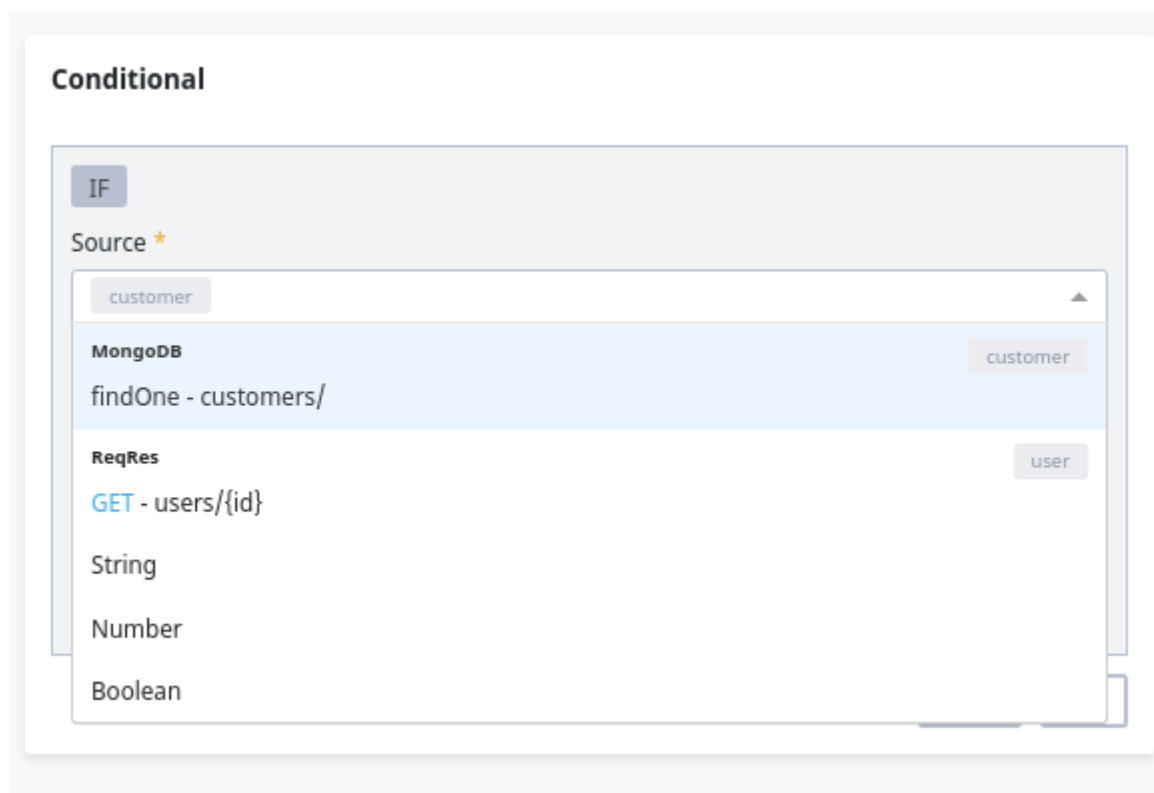 Conditional
IF
Source *
customer
MongoDB customer
findOne - customers/
ReqRes user
GET - users/{id}
String
Number
Boolean